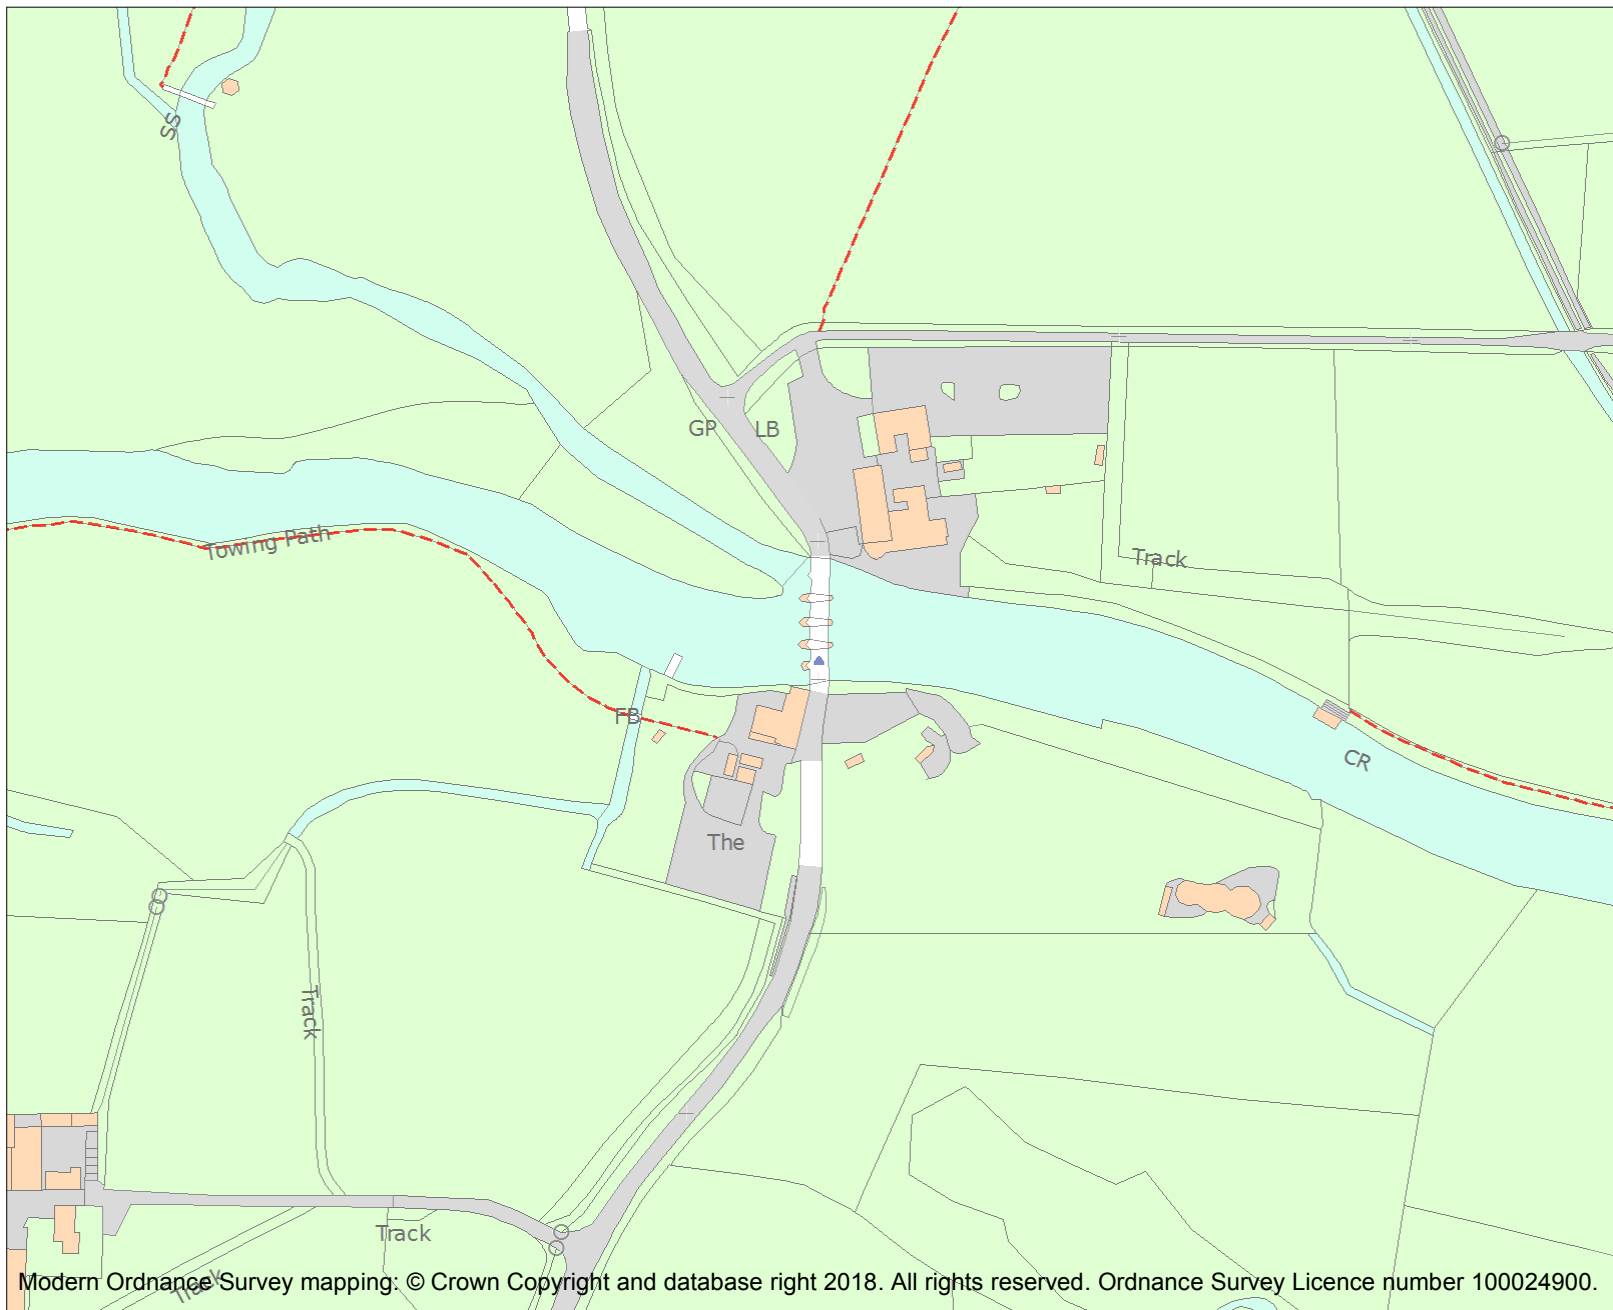 SS
GP
LB
Towing Path
Track
FB
CR
The
Track
Track
Track
Modern Ordnance Survey mapping: © Crown Copyright and database right 2018. All rights reserved. Ordnance Survey Licence number 100024900.